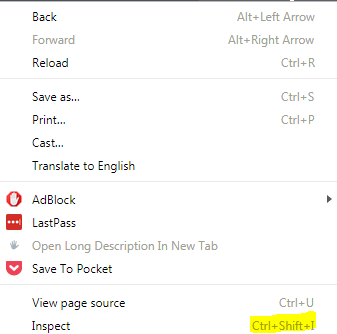 Back Alt+Left Arrow
Forward Alt+Right Arrow
Reload Ctrl+R
Save as... Ctrl+S
Print... Ctrl+P
Cast...
Translate to English
AdBlock
LastPass
Open Long Description In New Tab
Save To Pocket
View page source Ctrl+U
Inspect Ctrl+Shift+I